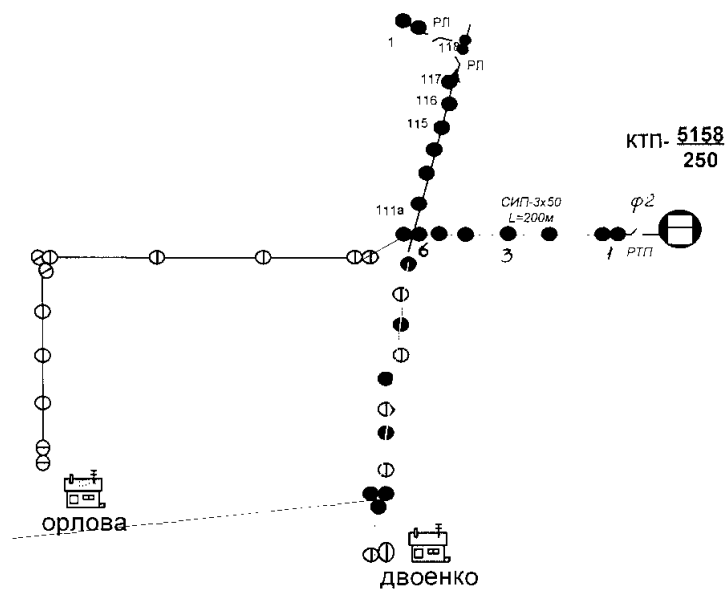 РЛ
1
118
РЛ
117
116
115
КТП- 5158
250
СИП-3х50
L=200м
ф2
111а
6
3
1
РТП
орлова
двоенко